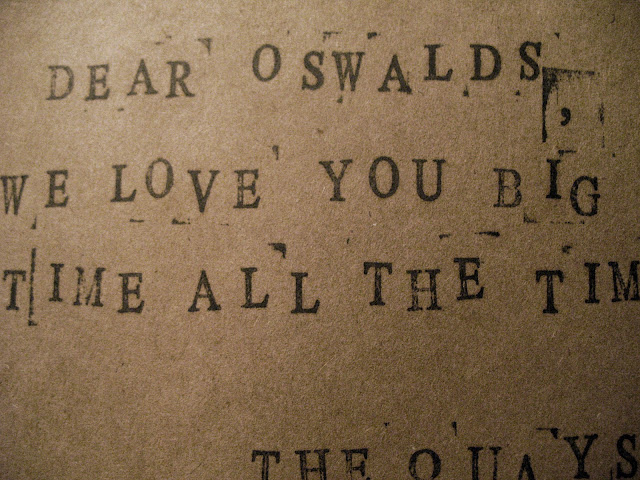 DEAR OSWALDS,
WE LOVE YOU BIG
TIME ALL THE TIM
THE QUAYS